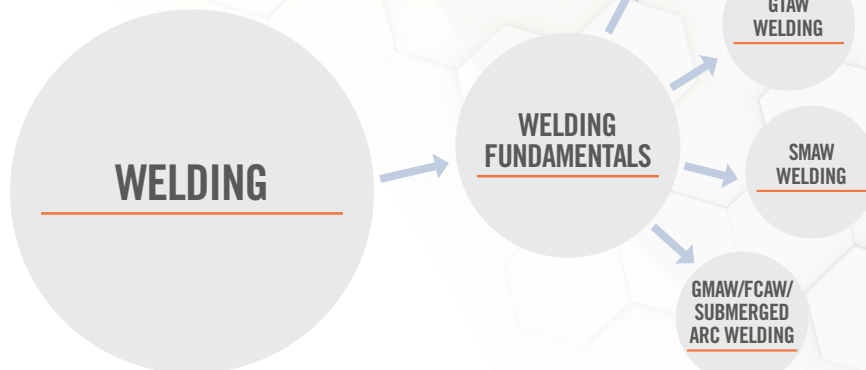 WELDING
WELDING
FUNDAMENTALS
GTAW
WELDING
SMAW
WELDING
GMAW/FCAW/
SUBMERGED
ARC WELDING